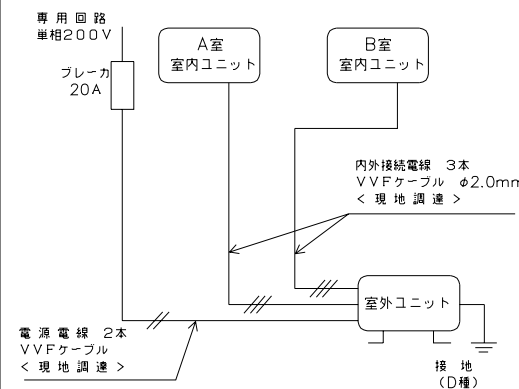 専用回路
単相200V
ブレーカ
20A
A室
室内ユニット
B室
室内ユニット
内外接続電線 3本
VVFケーブル φ2.0mm
<現地調達>
室外ユニット
電源電線 2本
VVFケーブル
<現地調達>
接地
(D種)